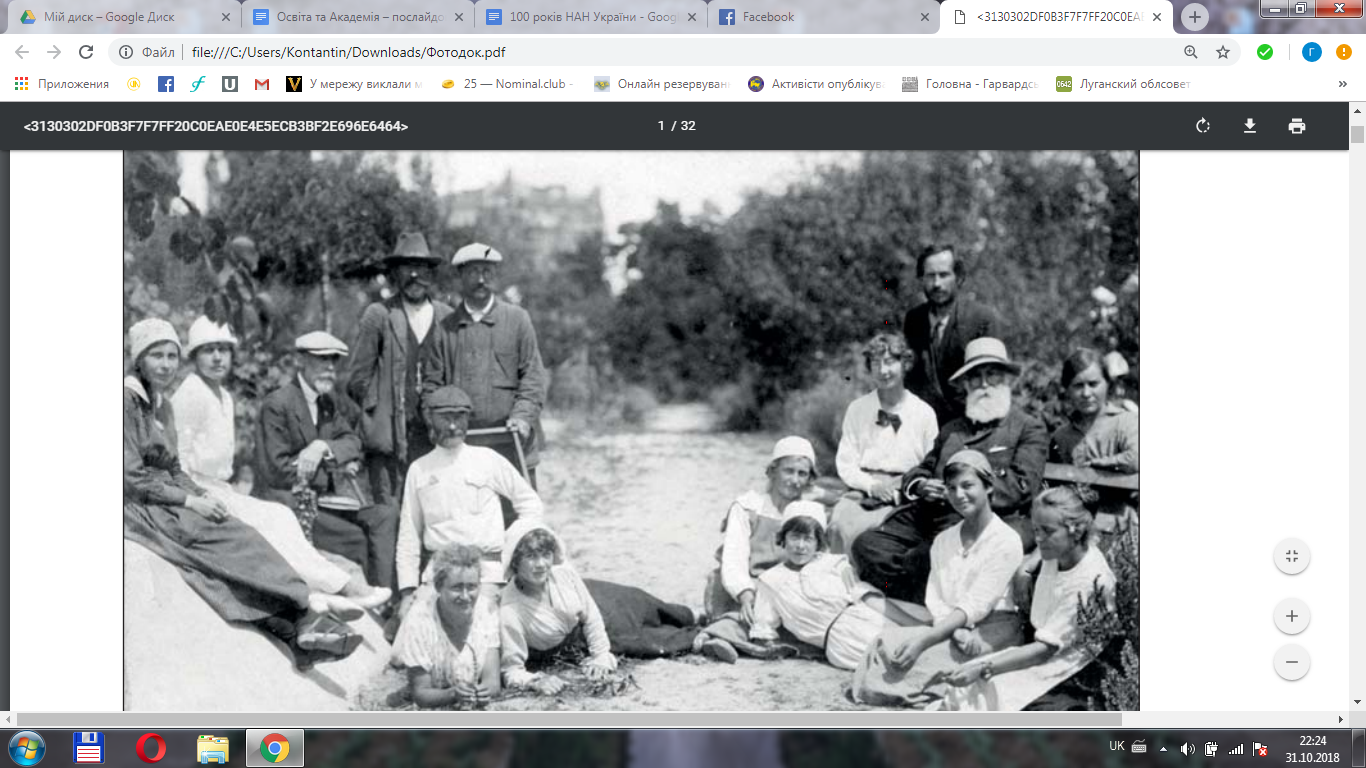 Мій диск – Google Диск
Освіта та Академія – послайдо
100 років НАН України - Goog
Facebook
<3130302DF0B3F7F7FF20C0EAE
Файл
file:///C:/Users/Kontantin/Downloads/Фотодок.pdf
Г
Приложения
У мережу виклали м
25 — Nominal.club -
Онлайн резервуван
Активісти опублікув
Головна - Гарвардсь
0642
Луганский облсовет
»
<3130302DF0B3F7F7FF20C0EAE0E4E5ECB3BF2E696E6464>
1 / 32
UK
22:24
31.10.2018